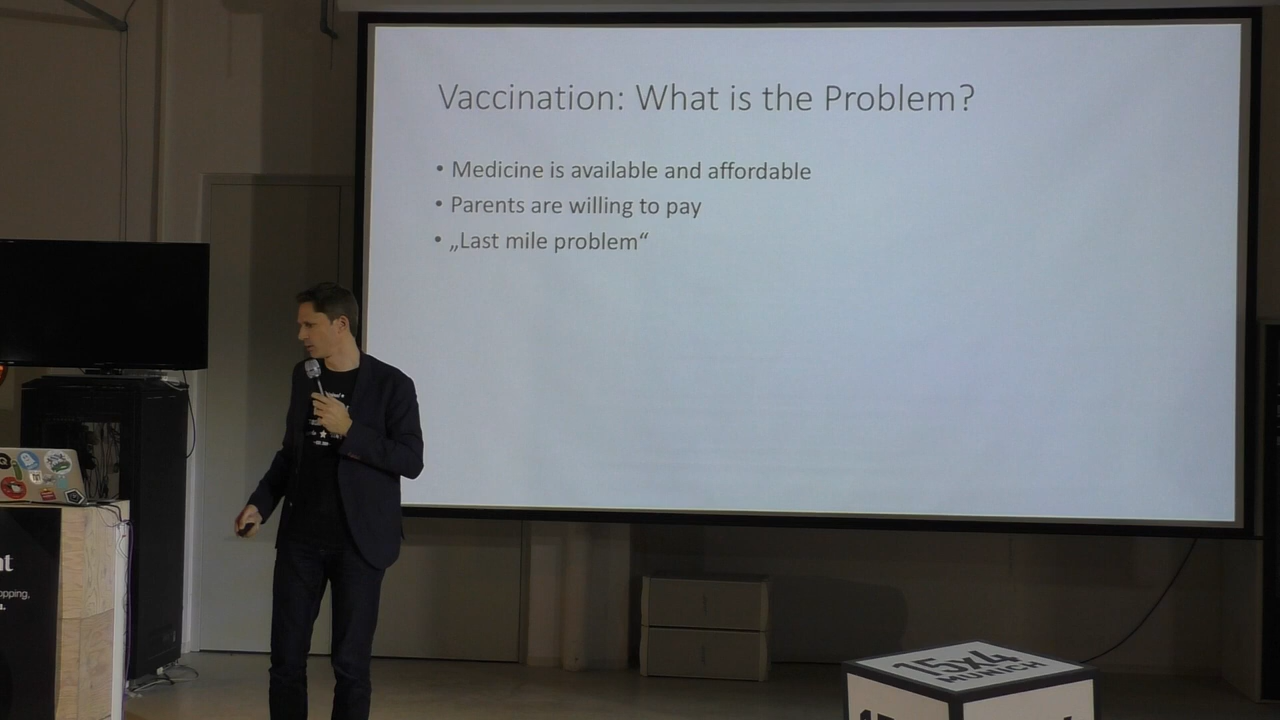 Vaccination: What is the Problem?
• Medicine is available and affordable
• Parents are willing to pay
• „Last mile problem“
15x4
MUNICH